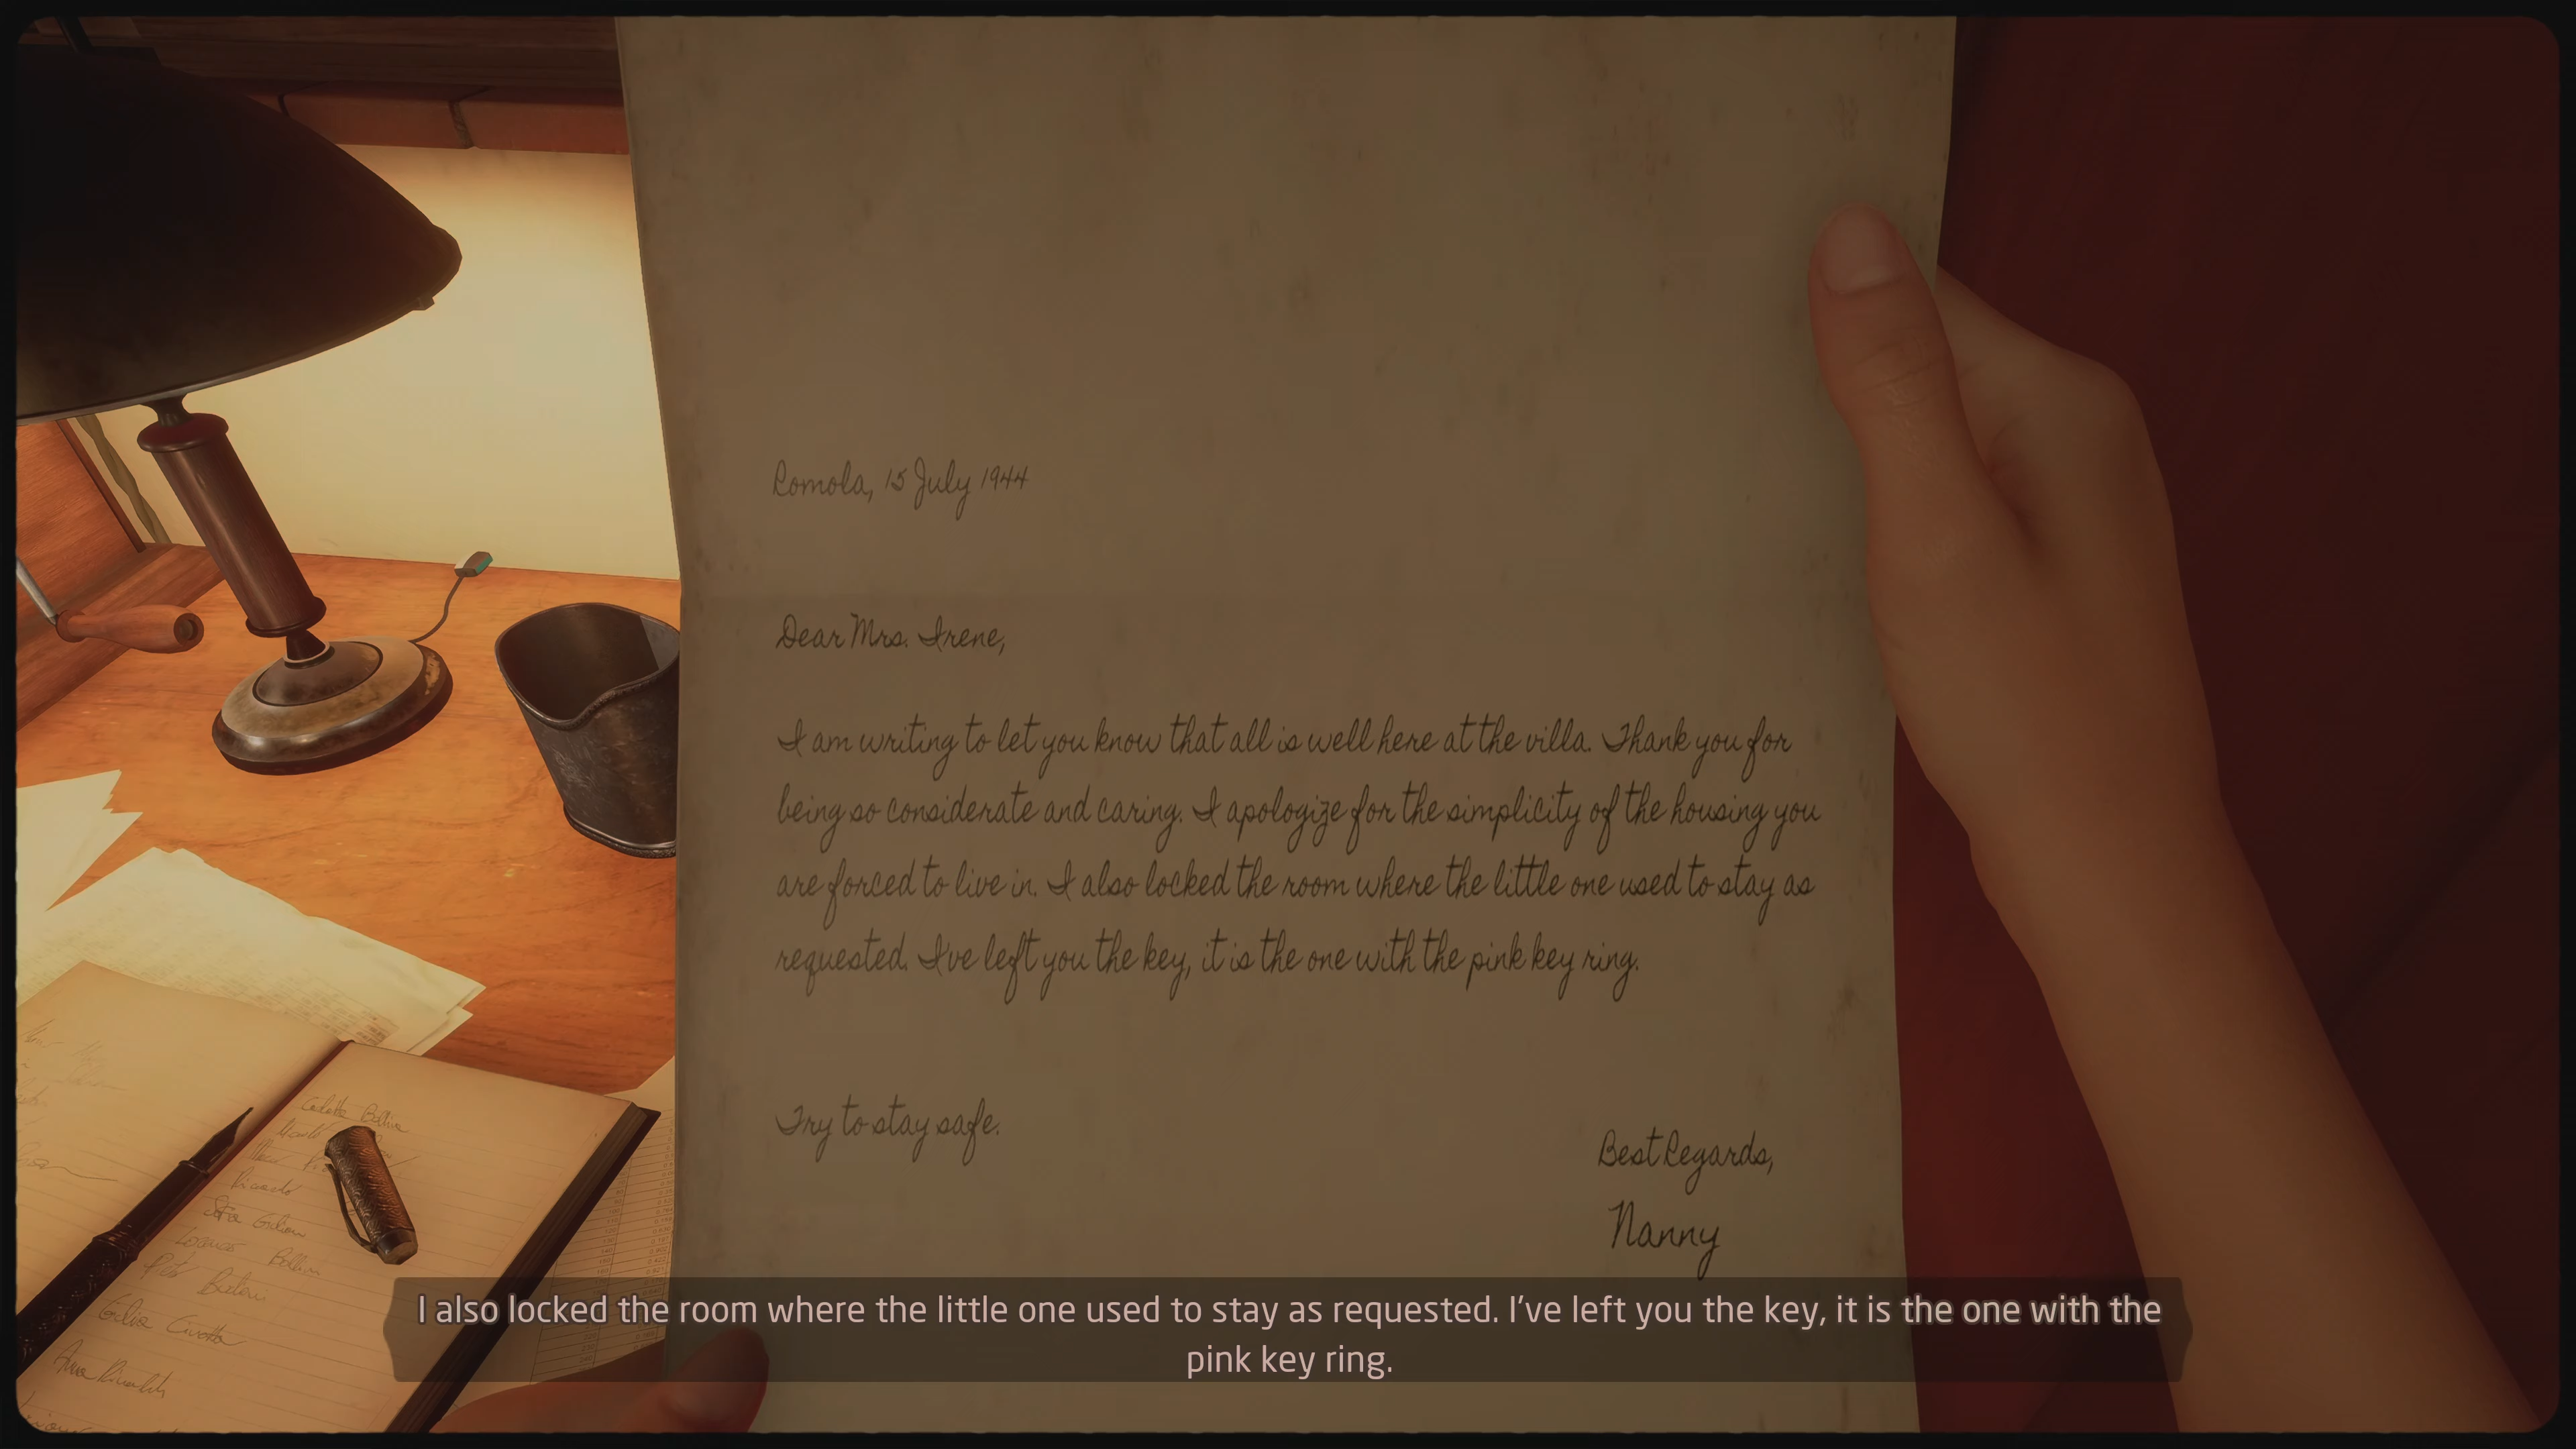 Romola, 15 July 1944
Dear Mrs. Irene,
I am writing to let you know that all is well here at the villa. Thank you for
being so considerate and caring. I apologize for the simplicity of the housing you
are forced to live in. I also locked the room where the little one used to stay as
requested. I've left you the key, it is the one with the pink key ring.
Try to stay safe.
Best Regards,
Nanny
Riccardo
Lorenzo Bellini
I also locked the room where the little one used to stay as requested. I've left you the key, it is the one with the
pink key ring.